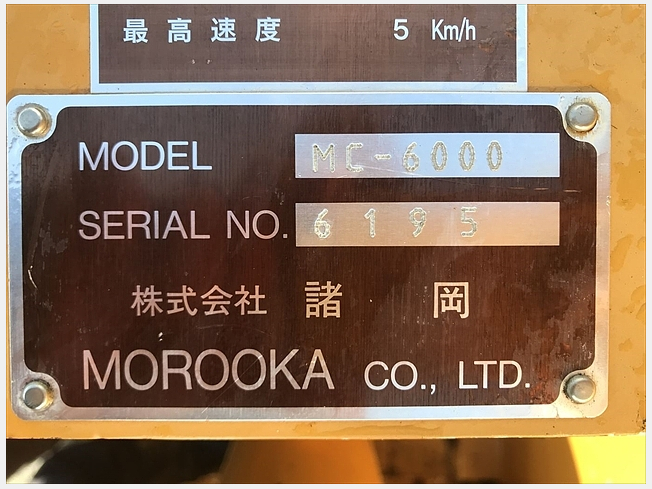 最高速度 5 Km/h
MODEL MC-6000
SERIAL NO. 6195
株式会社 諸岡
MOROOKA CO., LTD.